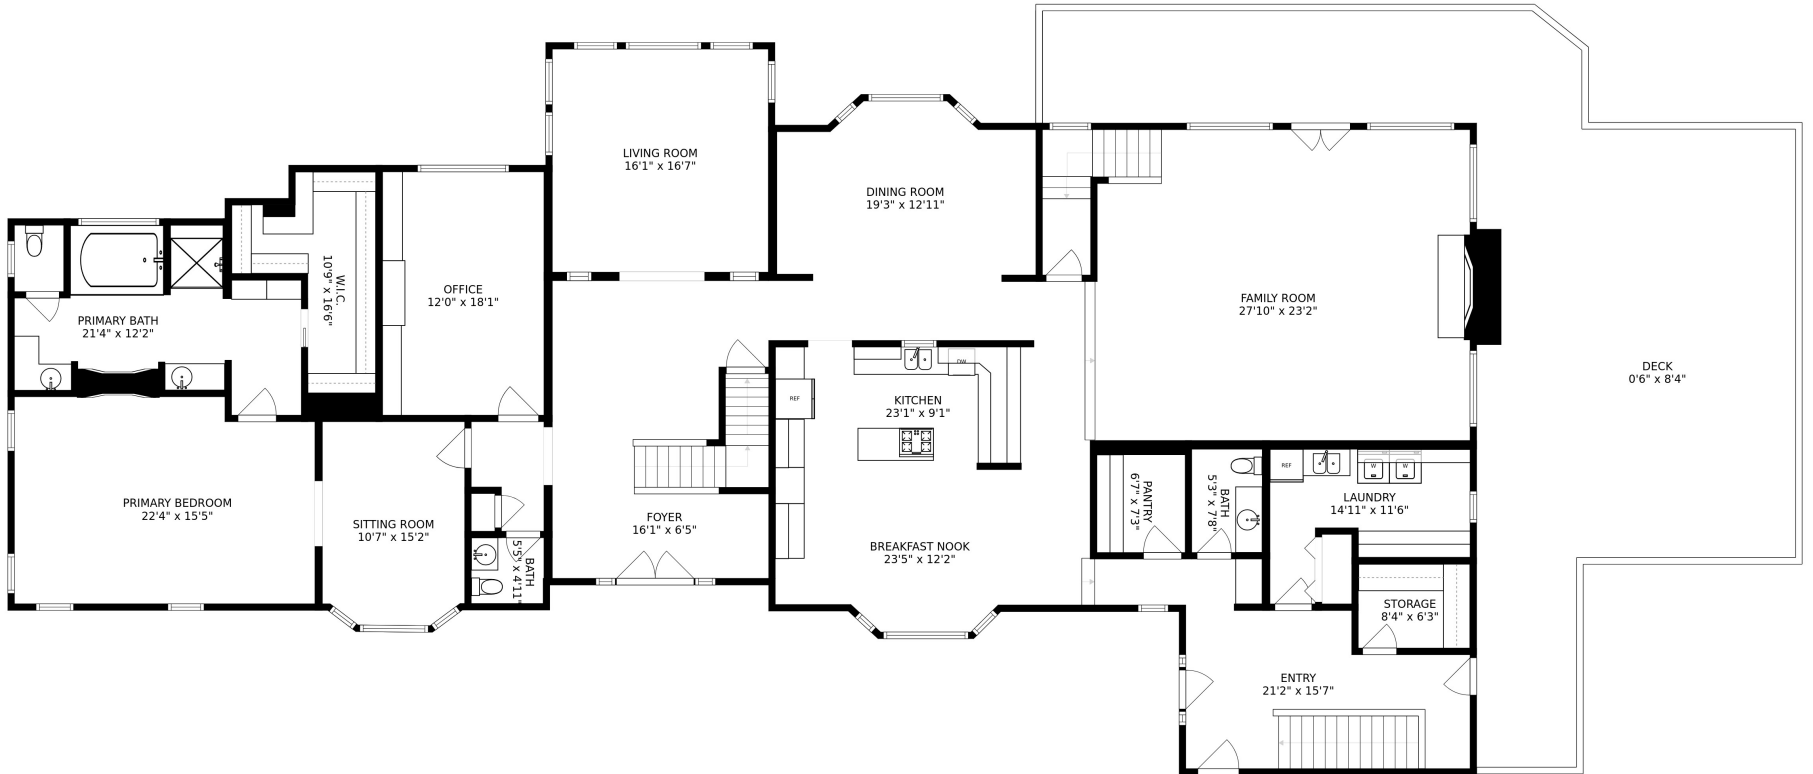 LIVING ROOM
16'1" x 16'7"
DINING ROOM
19'3" x 12'11"
W.I.C.
10'9" x 16'6"
OFFICE
12'0" x 18'1"
FAMILY ROOM
27'10" x 23'2"
PRIMARY BATH
21'4" x 12'2"
DECK
0'6" x 8'4"
DW
REF
KITCHEN
23'1" x 9'1"
PRIMARY BEDROOM
22'4" x 15'5"
SITTING ROOM
10'7" x 15'2"
FOYER
16'1" x 6'5"
BREAKFAST NOOK
23'5" x 12'2"
BATH
5'5" x 4'11"
PANTRY
6'7" x 7'3"
BATH
5'3" x 7'8"
REF
W
W
LAUNDRY
14'11" x 11'6"
STORAGE
8'4" x 6'3"
ENTRY
21'2" x 15'7"